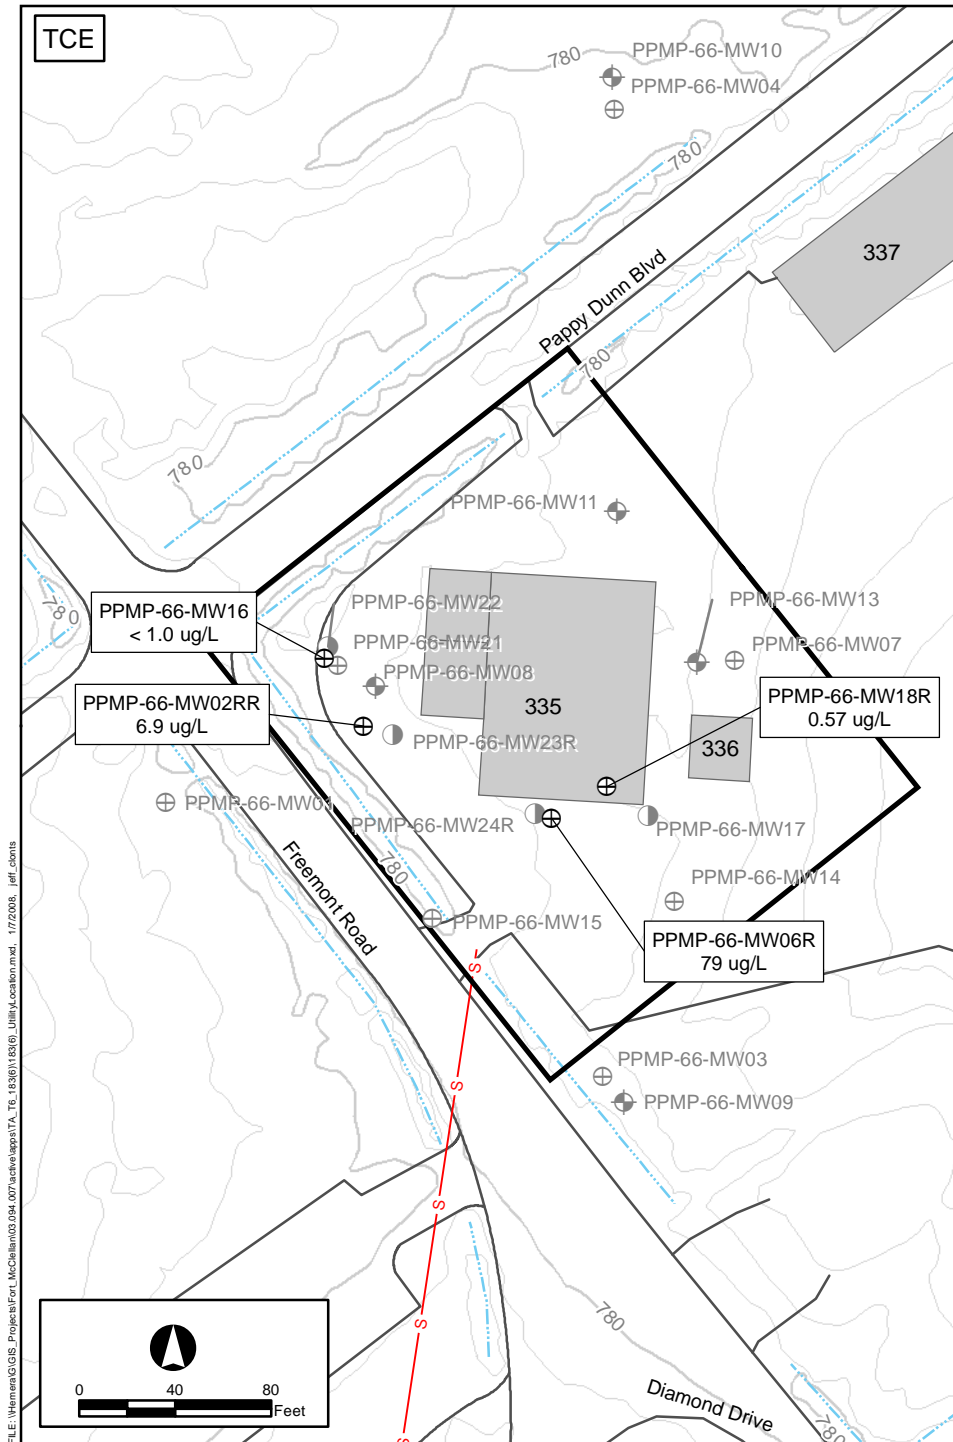 TCE
780
PPMP-66-MW10
PPMP-66-MW04
780
337
Pappy Dunn Blvd
780
780
PPMP-66-MW11
PPMP-66-MW16
< 1.0 ug/L
780
PPMP-66-MW22
PPMP-66-MW13
PPMP-66-MW21
PPMP-66-MW07
PPMP-66-MW08
PPMP-66-MW02RR
6.9 ug/L
335
PPMP-66-MW18R
0.57 ug/L
PPMP-66-MW23R
336
PPMP-66-MW01
PPMP-66-MW24R
PPMP-66-MW17
780
Freemont Road
PPMP-66-MW14
PPMP-66-MW15
PPMP-66-MW06R
79 ug/L
S
PPMP-66-MW03
S
PPMP-66-MW09
S
780
S
0 40 80
Feet
Diamond Drive
780
S